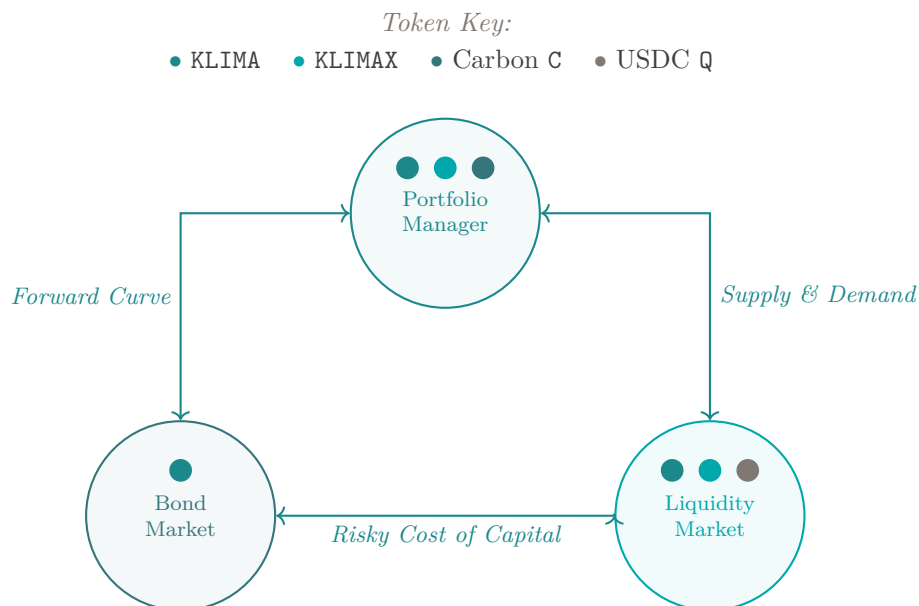 Token Key:
KLIMA KLIMAX Carbon C USDC Q
Portfolio
Manager
Forward Curve
Supply & Demand
Bond
Market
Liquidity
Market
Risky Cost of Capital